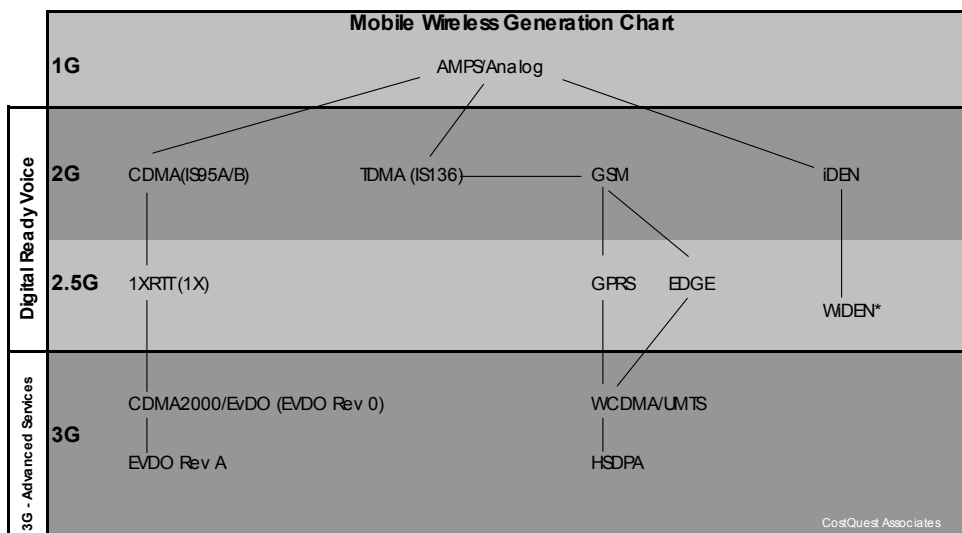 Mobile Wireless Generation Chart
1G
AMPS/Analog
Digital Ready Voice
2G
CDMA(IS95A/B)
TDMA (IS136)
GSM
iDEN
2.5G
1XRTT(1X)
GPRS
EDGE
WiDEN*
3G - Advanced Services
3G
CDMA2000/EvDO (EVDO Rev 0)
WCDMA/UMTS
EVDO Rev A
HSDPA
CostQuest Associates